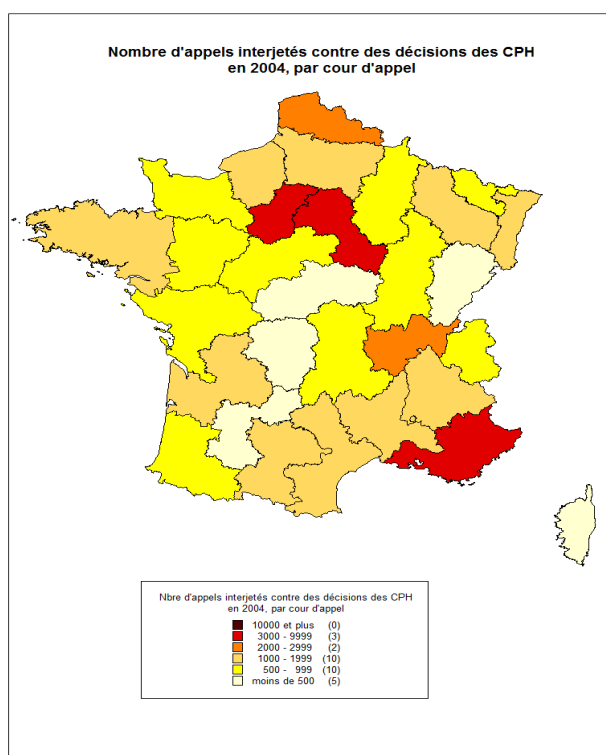 Nombre d'appels interjetés contre des décisions des CPH
en 2004, par cour d'appel
Nbre d'appels interjetés contre des décisions des CPH
en 2004, par cour d'appel
10000 et plus (0)
3000 - 9999 (3)
2000 - 2999 (2)
1000 - 1999 (10)
500 - 999 (10)
moins de 500 (5)